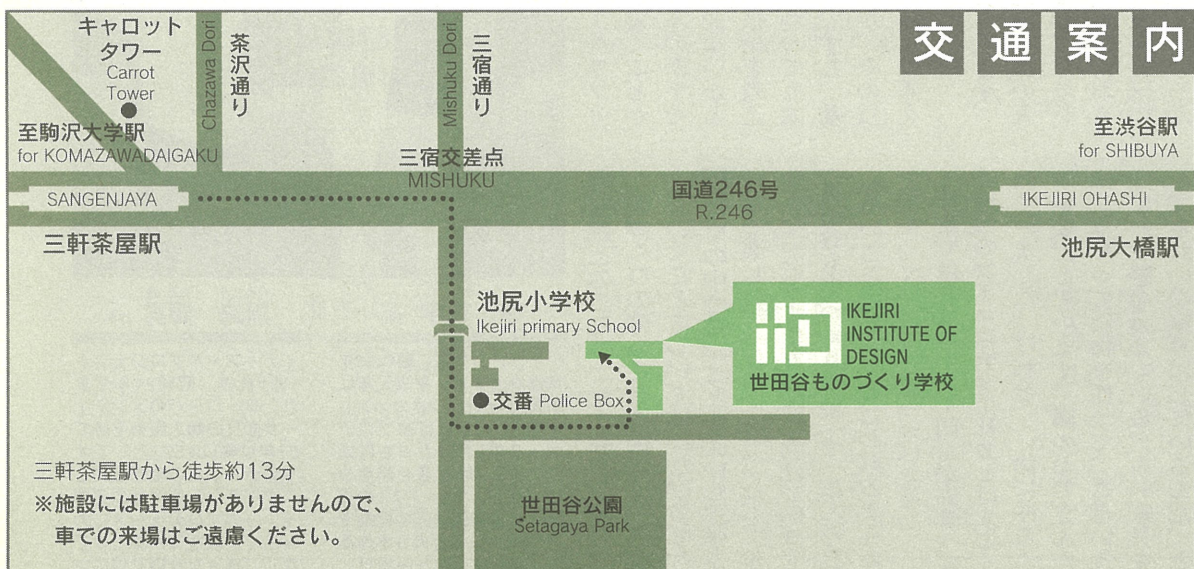 交通案内
キャロット
タワー
Carrot
Tower
Chazawa Dori
茶沢通り
Mishuku Dori
三宿通り
至駒沢大学駅
for KOMAZAWADAIGAKU
三宿交差点
MISHUKU
至渋谷駅
for SHIBUYA
SANGENJAYA
国道246号
R.246
IKEJIRI OHASHI
三軒茶屋駅
池尻大橋駅
池尻小学校
Ikejiri primary School
IID
IKEJIRI
INSTITUTE OF
DESIGN
世田谷ものづくり学校
交番 Police Box
三軒茶屋駅から徒歩約13分
※施設には駐車場がありませんので、
車での来場はご遠慮ください。
世田谷公園
Setagaya Park